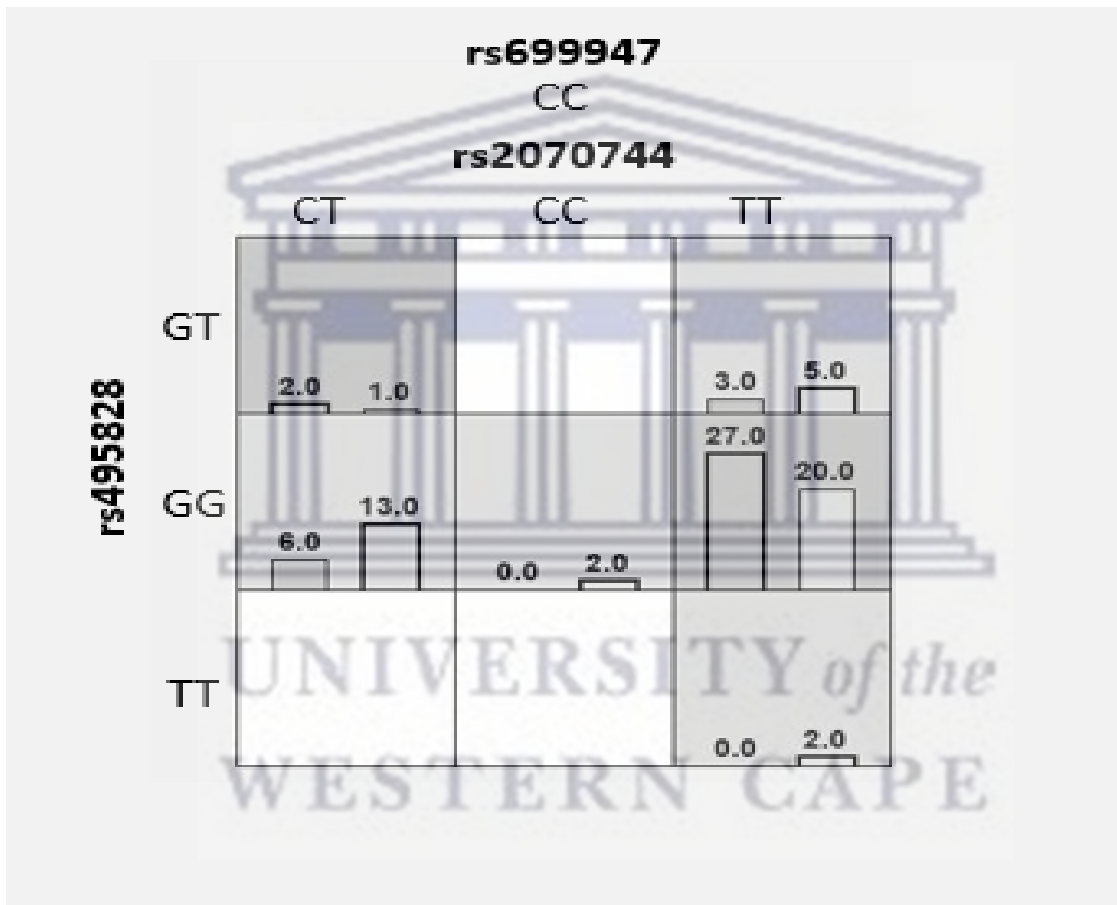 rs699947
CC
rs2070744
CT CC TT
GT
2.0 1.0 3.0 5.0
rs495828
GG
6.0 13.0 0.0 2.0 27.0 20.0
TT
0.0 2.0
UNIVERSITY of the
WESTERN CAPE